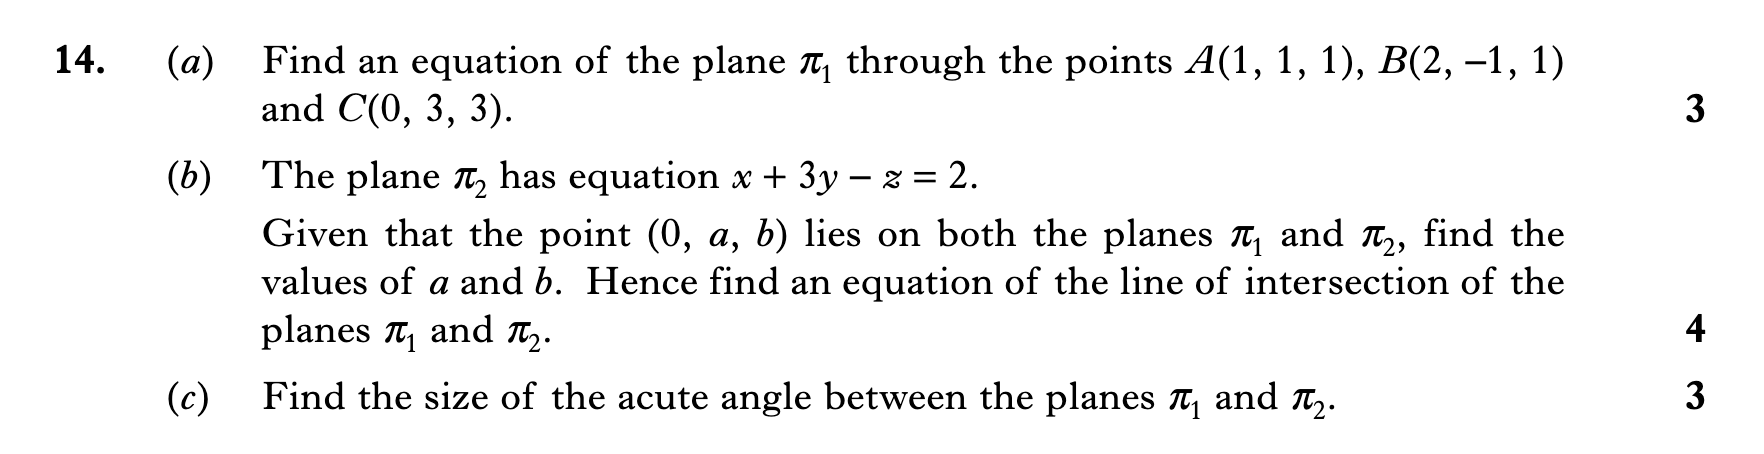 14. (a) Find an equation of the plane π₁ through the points A(1, 1, 1), B(2, –1, 1)
and C(0, 3, 3). 3
(b) The plane π₂ has equation x + 3y – z = 2.
Given that the point (0, a, b) lies on both the planes π₁ and π₂, find the
values of a and b. Hence find an equation of the line of intersection of the
planes π₁ and π₂. 4
(c) Find the size of the acute angle between the planes π₁ and π₂. 3